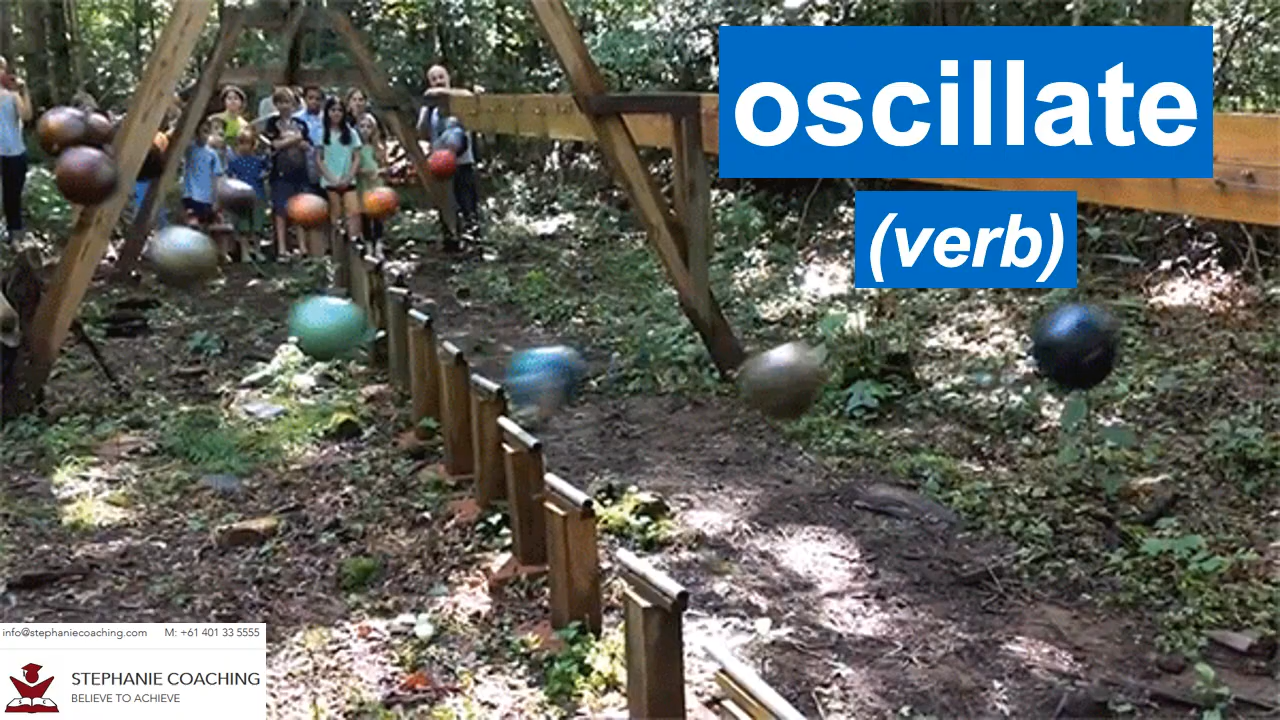 oscillate
(verb)
info@stephaniecoaching.com M: +61 401 33 5555
STEPHANIE COACHING
BELIEVE TO ACHIEVE